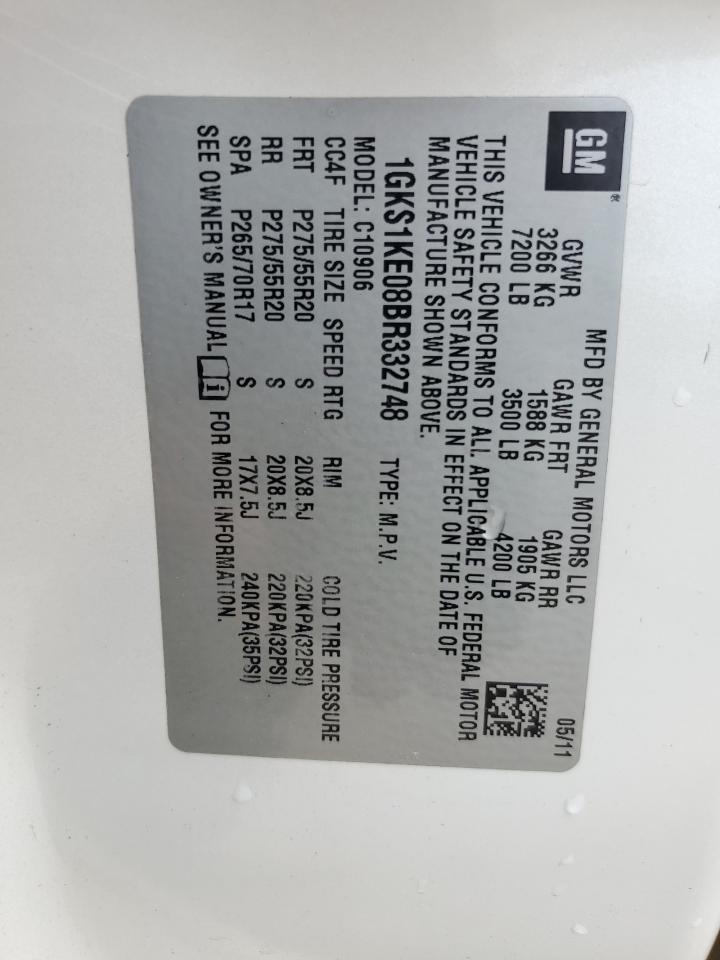 GM
MFD BY GENERAL MOTORS LLC 05/11
GVWR GAWR FRT GAWR RR
3266 KG 1588 KG 1905 KG
7200 LB 3500 LB 4200 LB
THIS VEHICLE CONFORMS TO ALL APPLICABLE U.S. FEDERAL MOTOR
VEHICLE SAFETY STANDARDS IN EFFECT ON THE DATE OF
MANUFACTURE SHOWN ABOVE.
1GKS1KE08BR332748 TYPE: M.P.V.
MODEL: C10906
CC4F TIRE SIZE SPEED RTG RIM COLD TIRE PRESSURE
FRT P275/55R20 S 20X8.5J 220KPA(32PSI)
RR P275/55R20 S 20X8.5J 220KPA(32PSI)
SPA P265/70R17 S 17X7.5J 240KPA(35PSI)
SEE OWNER'S MANUAL i FOR MORE INFORMATION.